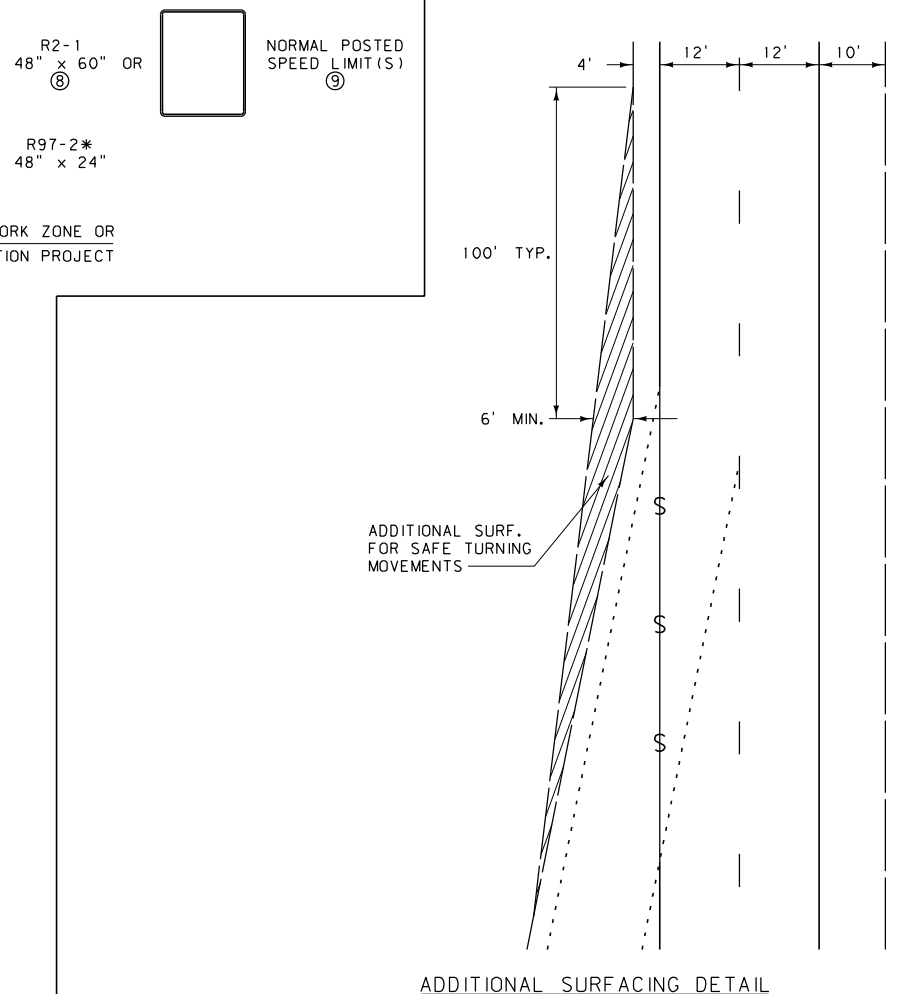 R2-1
48" x 60" OR
⑧
NORMAL POSTED
SPEED LIMIT(S)
⑨
R97-2*
48" x 24"
ORK ZONE OR
TION PROJECT
4'
12'
12'
10'
100' TYP.
6' MIN.
ADDITIONAL SURF.
FOR SAFE TURNING
MOVEMENTS
S
S
S
ADDITIONAL SURFACING DETAIL